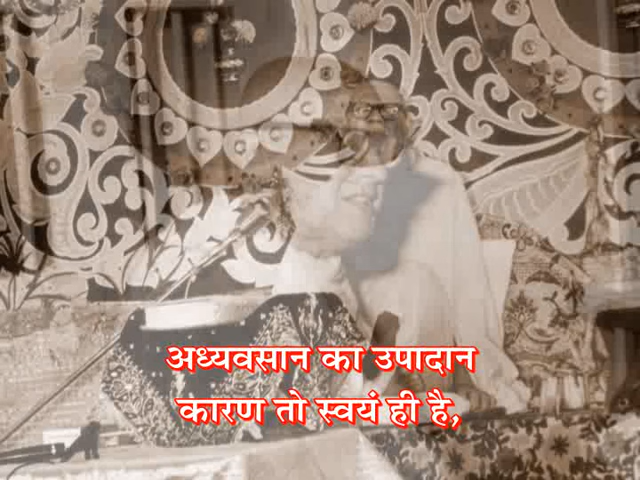 अध्यवसान का उपादान
कारण तो स्वयं ही है,